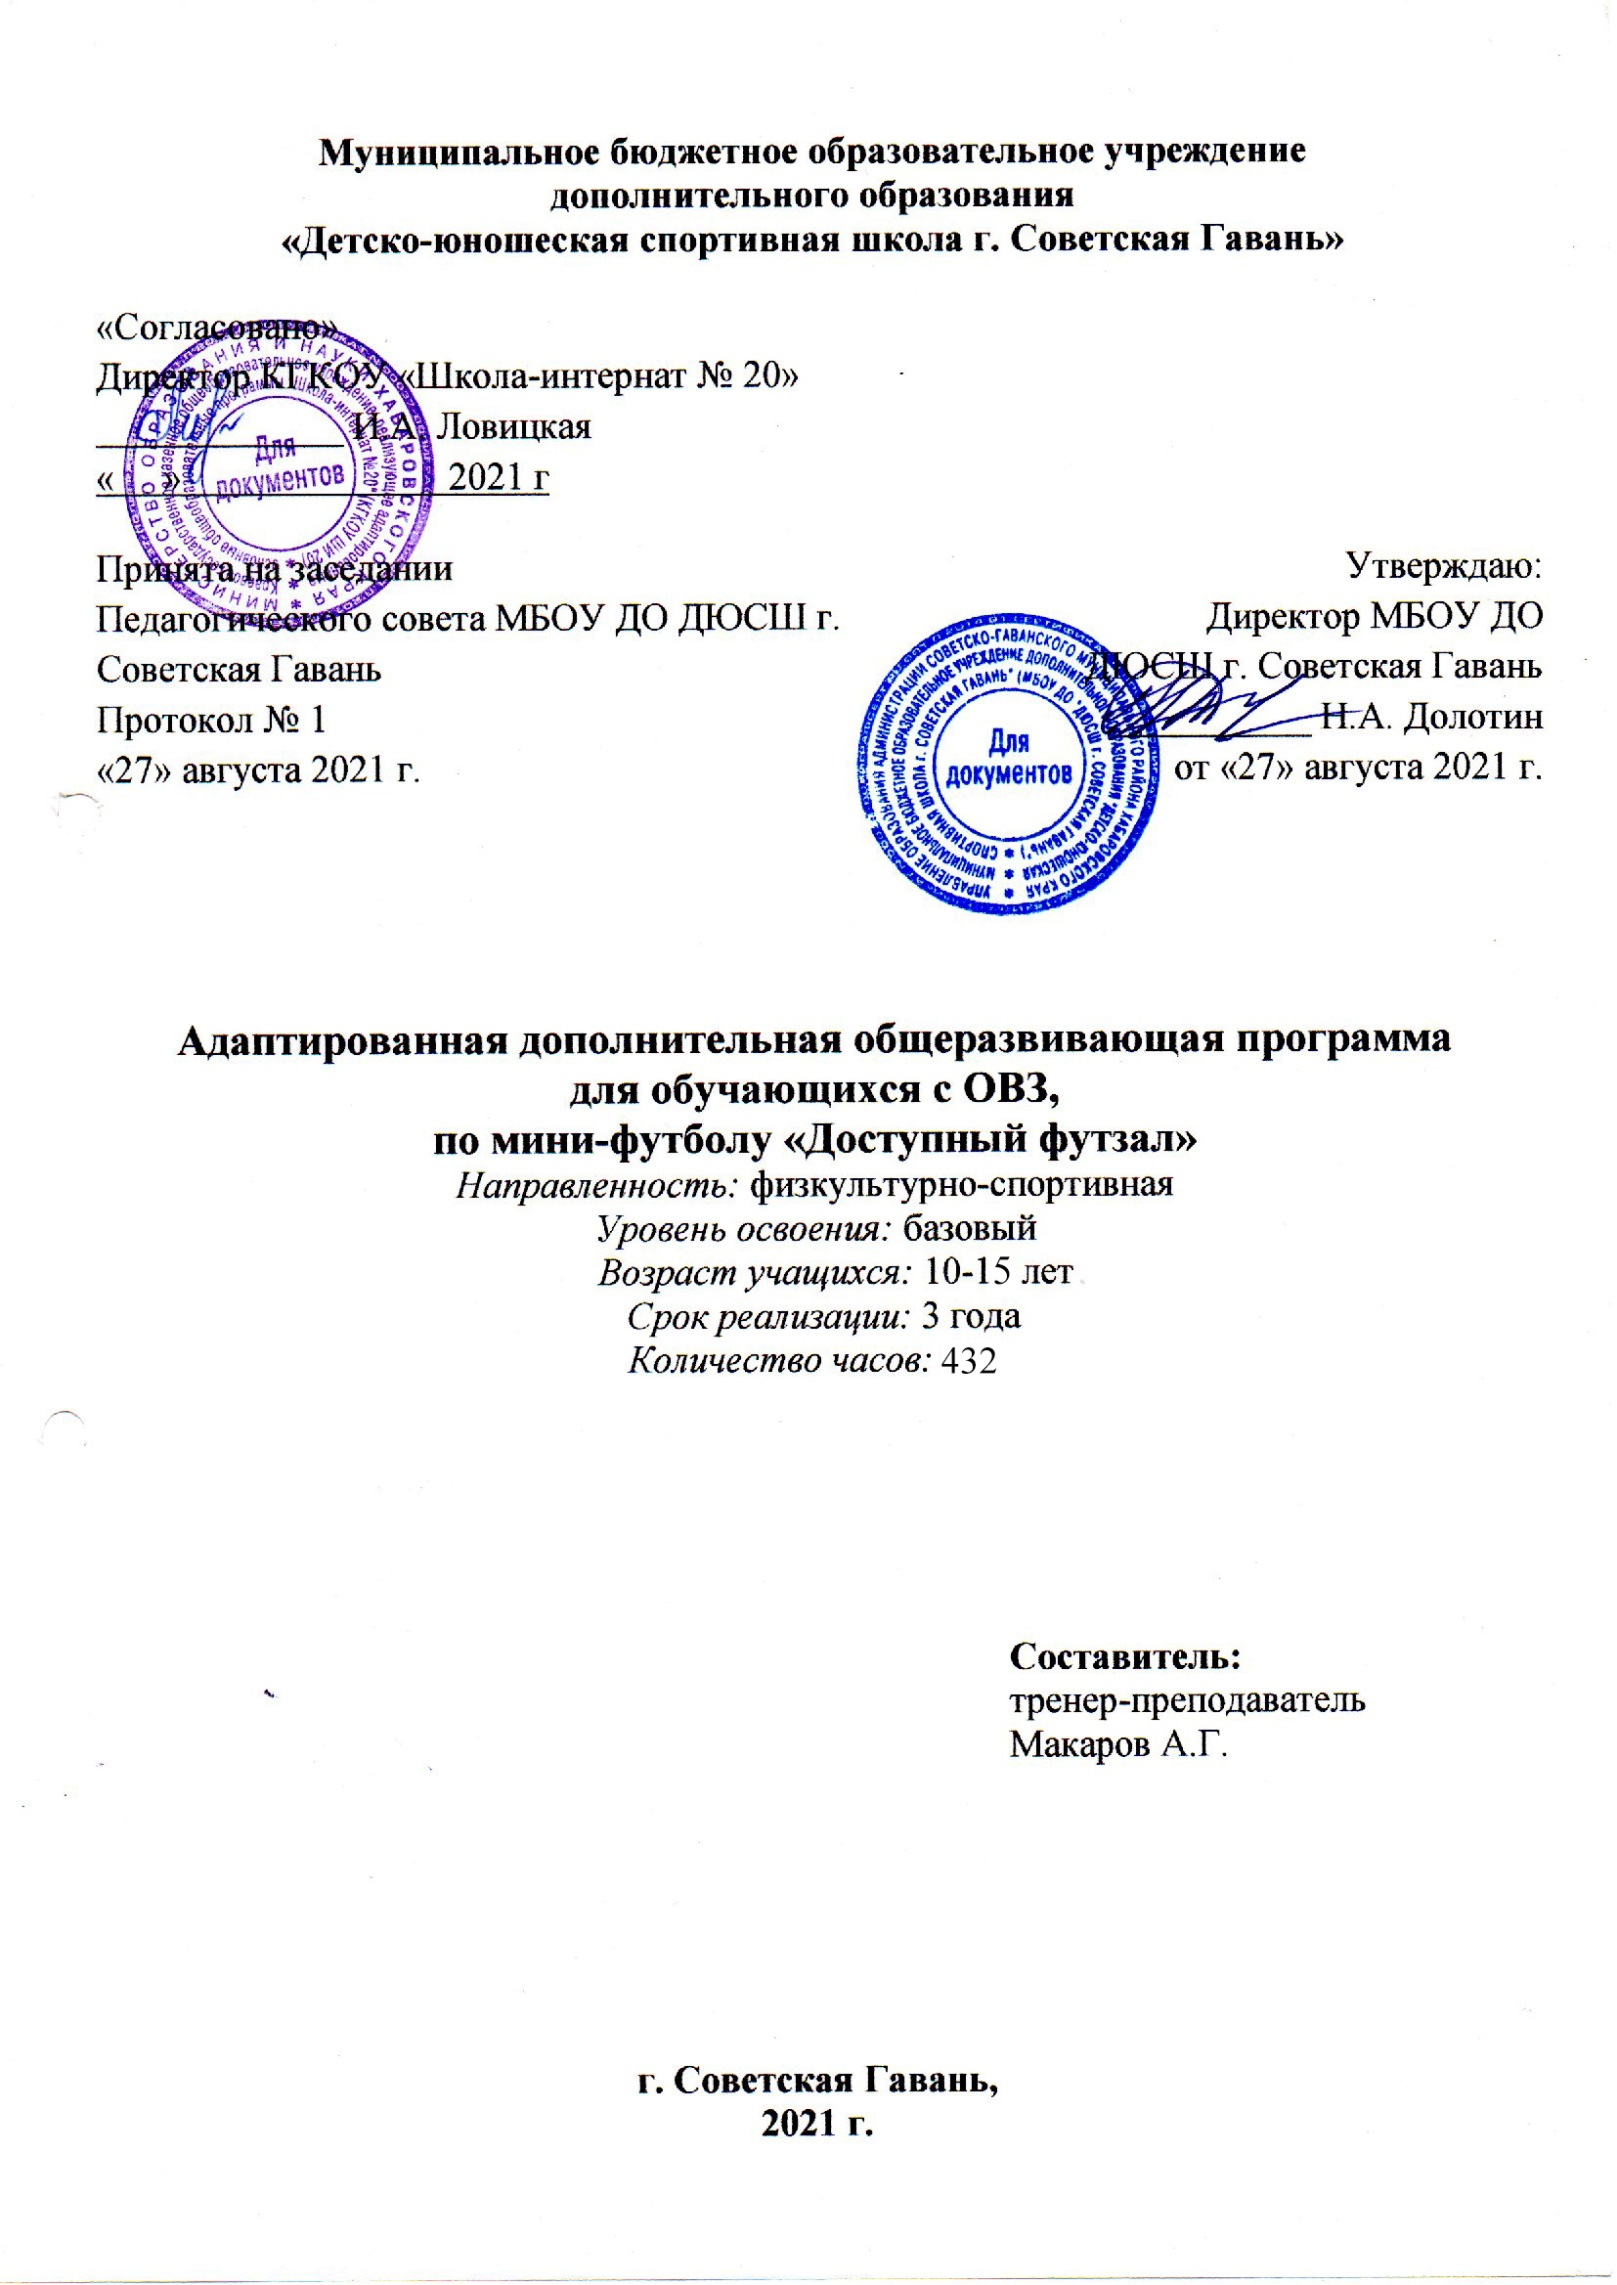 Муниципальное бюджетное образовательное учреждение
дополнительного образования
«Детско-юношеская спортивная школа г. Советская Гавань»
«Согласовано»
Директор КГКОУ «Школа-интернат № 20»
И.А. Ловицкая
« » 2021 г
Для
документов
Принята на заседании
Педагогического совета МБОУ ДО ДЮСШ г.
Советская Гавань
Протокол № 1
«27» августа 2021 г.
Утверждаю:
Директор МБОУ ДО
ДЮСШ г. Советская Гавань
Н.А. Долотин
от «27» августа 2021 г.
Для
документов
Адаптированная дополнительная общеразвивающая программа
для обучающихся с ОВЗ,
по мини-футболу «Доступный футзал»
Направленность: физкультурно-спортивная
Уровень освоения: базовый
Возраст учащихся: 10-15 лет
Срок реализации: 3 года
Количество часов: 432
Составитель:
тренер-преподаватель
Макаров А.Г.
г. Советская Гавань,
2021 г.